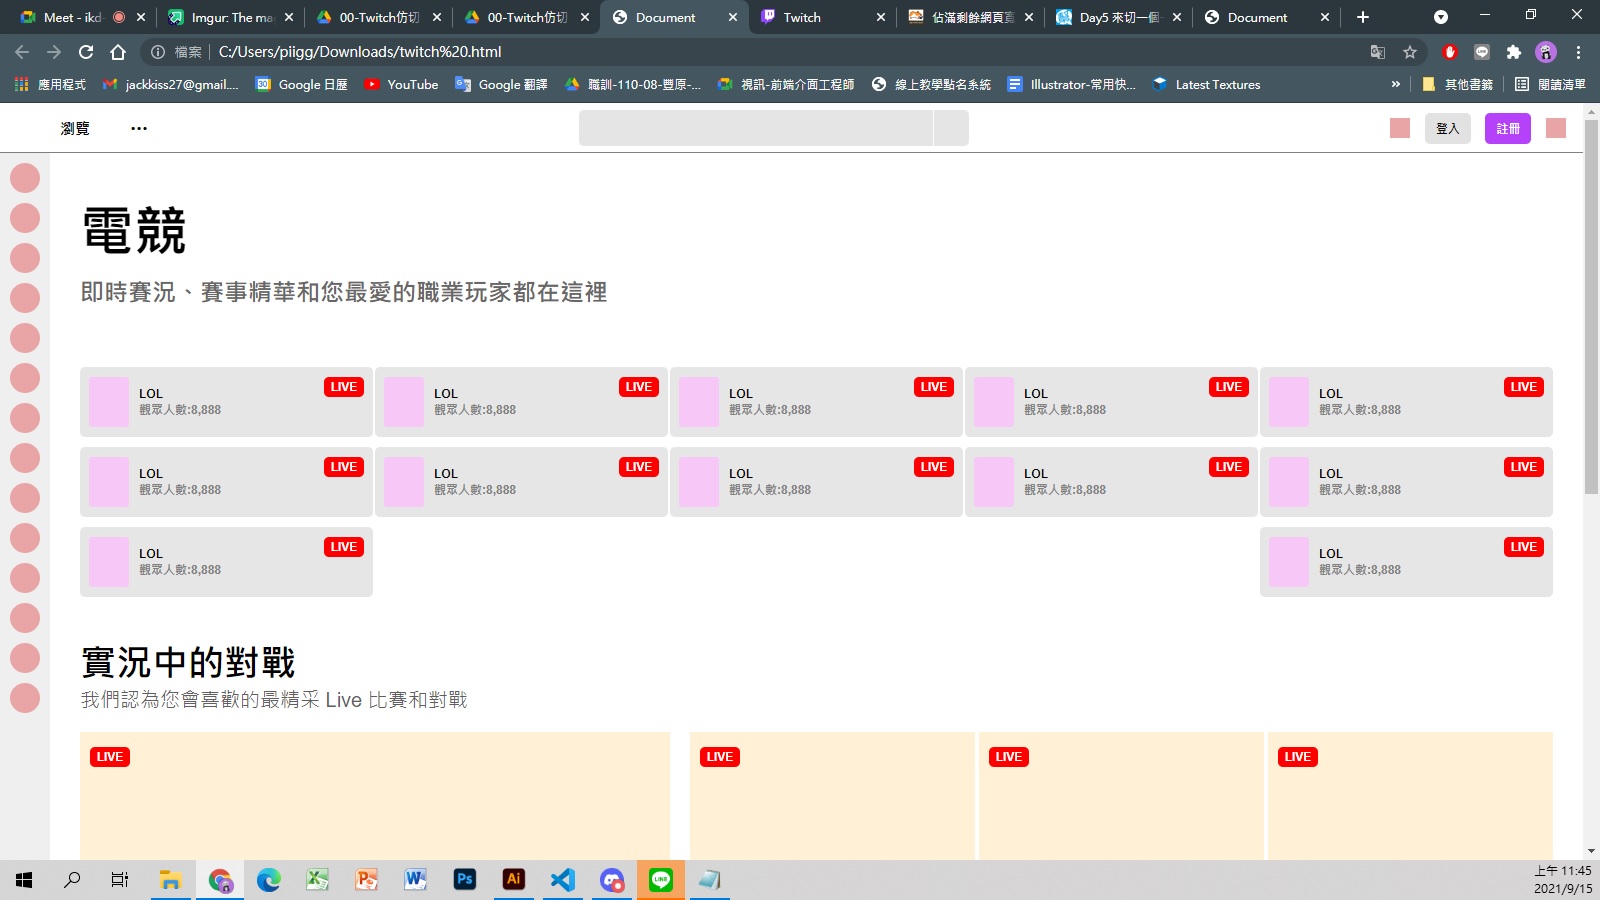 Meet - ikd
Imgur: The ma
00-Twitch仿切
00-Twitch仿切
Document
Twitch
佔滿剩餘網頁
Day5 來切一個
Document
檔案
C:/Users/piigg/Downloads/twitch%20.html
應用程式
jackkiss27@gmail....
Google 日曆
YouTube
Google 翻譯
職訓-110-08-豐原-...
視訊-前端介面工程師
線上教學點名系統
Illustrator-常用快...
Latest Textures
»
其他書籤
閱讀清單
瀏覽
•••
登入
註冊
電競
即時賽況、賽事精華和您最愛的職業玩家都在這裡
LOL
觀眾人數:8,888
LIVE
LOL
觀眾人數:8,888
LIVE
LOL
觀眾人數:8,888
LIVE
LOL
觀眾人數:8,888
LIVE
LOL
觀眾人數:8,888
LIVE
LOL
觀眾人數:8,888
LIVE
LOL
觀眾人數:8,888
LIVE
LOL
觀眾人數:8,888
LIVE
LOL
觀眾人數:8,888
LIVE
LOL
觀眾人數:8,888
LIVE
LOL
觀眾人數:8,888
LIVE
LOL
觀眾人數:8,888
LIVE
實況中的對戰
我們認為您會喜歡的最精采 Live 比賽和對戰
LIVE
LIVE
LIVE
LIVE
Ps
Ai
LINE
上午 11:45
2021/9/15